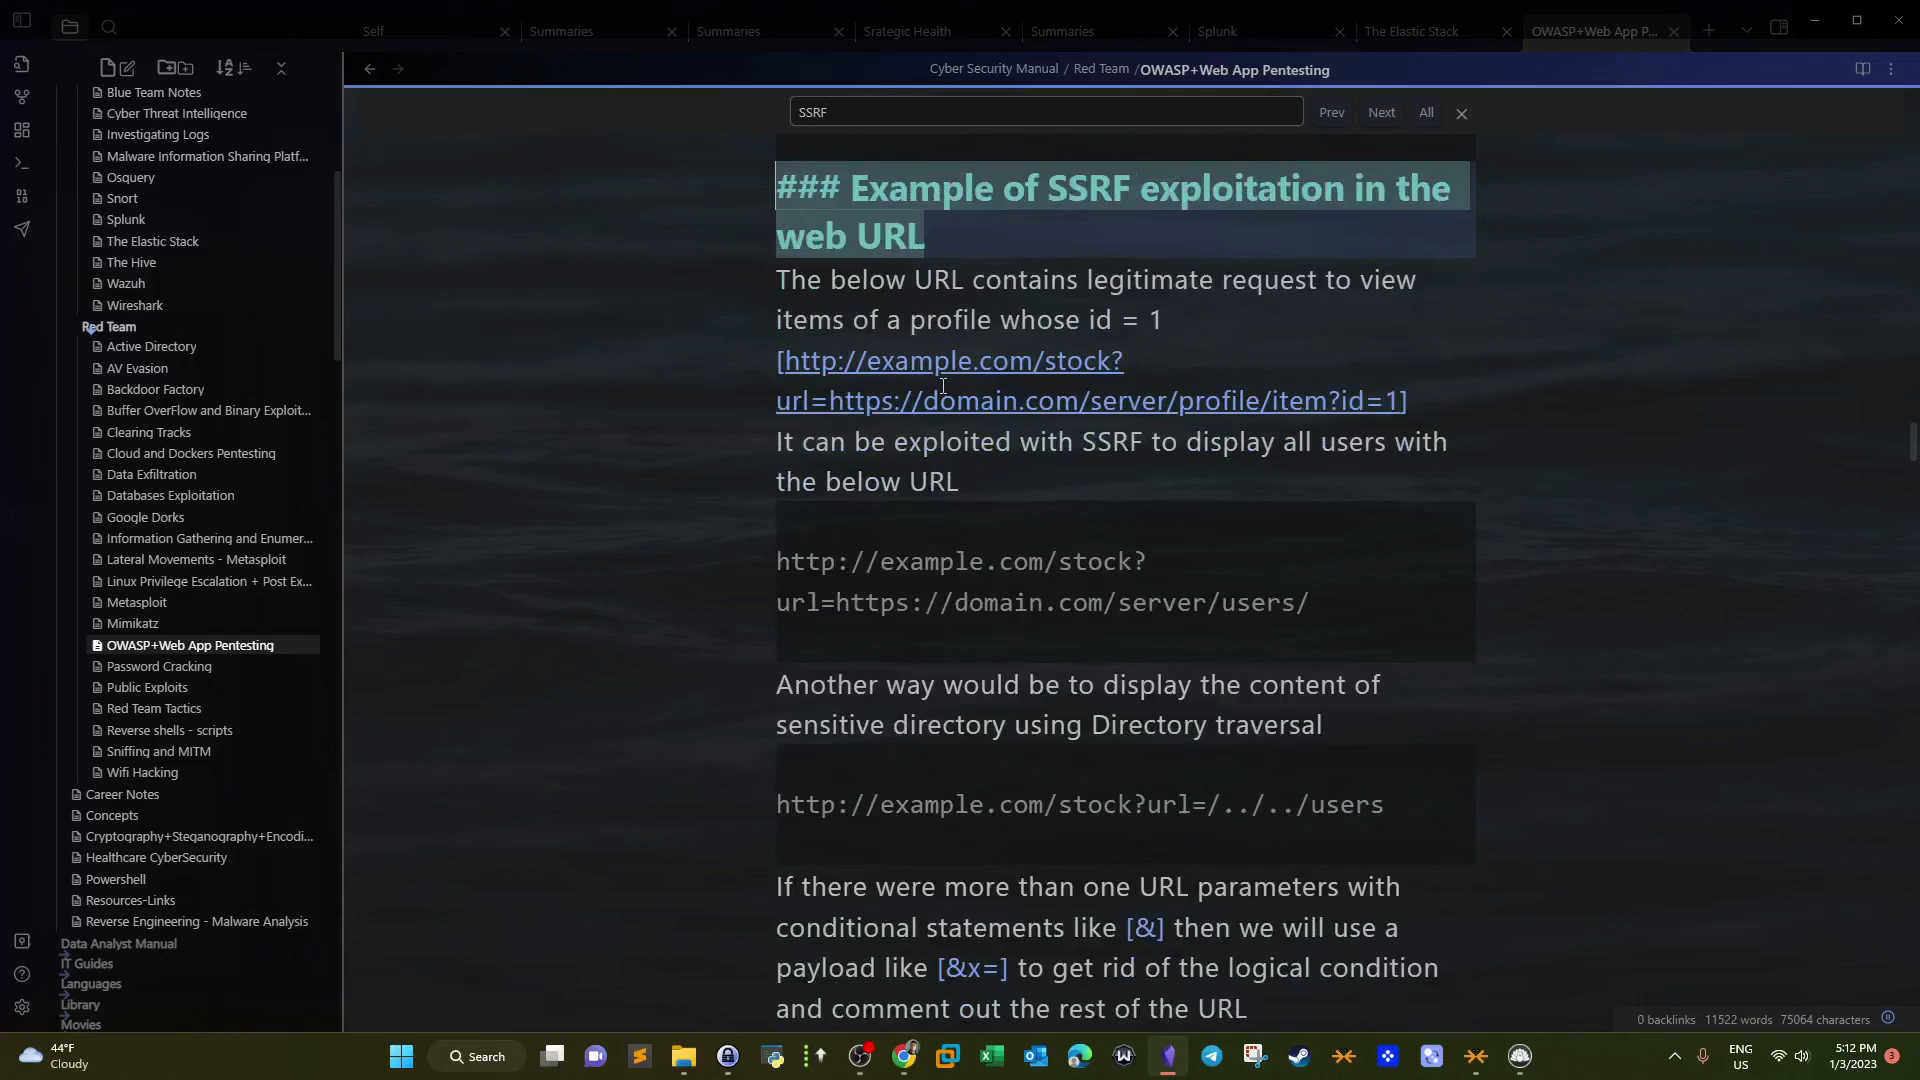 Self
Summaries
Summaries
Srategic Health
Summaries
Splunk
The Elastic Stack
OWASP+Web App P...
Cyber Security Manual / Red Team /OWASP+Web App Pentesting
SSRF
Prev
Next
All
Blue Team Notes
Cyber Threat Intelligence
Investigating Logs
Malware Information Sharing Platf...
Osquery
Snort
Splunk
The Elastic Stack
The Hive
Wazuh
Wireshark
Red Team
Active Directory
AV Evasion
Backdoor Factory
Buffer OverFlow and Binary Exploit...
Clearing Tracks
Cloud and Dockers Pentesting
Data Exfiltration
Databases Exploitation
Google Dorks
Information Gathering and Enumer...
Lateral Movements - Metasploit
Linux Privilege Escalation + Post Ex...
Metasploit
Mimikatz
OWASP+Web App Pentesting
Password Cracking
Public Exploits
Red Team Tactics
Reverse shells - scripts
Sniffing and MITM
Wifi Hacking
Career Notes
Concepts
Cryptography+Steganography+Encodi...
Healthcare CyberSecurity
Powershell
Resources-Links
Reverse Engineering - Malware Analysis
Data Analyst Manual
IT Guides
Languages
Library
Movies
### Example of SSRF exploitation in the
web URL
The below URL contains legitimate request to view
items of a profile whose id = 1
[http://example.com/stock?
url=https://domain.com/server/profile/item?id=1]
It can be exploited with SSRF to display all users with
the below URL
http://example.com/stock?
url=https://domain.com/server/users/
Another way would be to display the content of
sensitive directory using Directory traversal
http://example.com/stock?url=/../../users
If there were more than one URL parameters with
conditional statements like [&] then we will use a
payload like [&x=] to get rid of the logical condition
and comment out the rest of the URL
0 backlinks 11522 words 75064 characters
44°F
Cloudy
Search
ENG
US
5:12 PM
1/3/2023
3